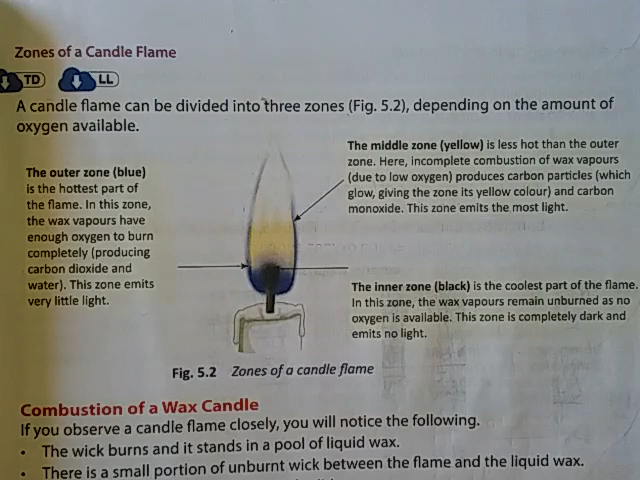 Zones of a Candle Flame
TD
LL
A candle flame can be divided into three zones (Fig. 5.2), depending on the amount of
oxygen available.
The outer zone (blue)
is the hottest part of
the flame. In this zone,
the wax vapours have
enough oxygen to burn
completely (producing
carbon dioxide and
water). This zone emits
very little light.
The middle zone (yellow) is less hot than the outer
zone. Here, incomplete combustion of wax vapours
(due to low oxygen) produces carbon particles (which
glow, giving the zone its yellow colour) and carbon
monoxide. This zone emits the most light.
The inner zone (black) is the coolest part of the flame.
In this zone, the wax vapours remain unburned as no
oxygen is available. This zone is completely dark and
emits no light.
Fig. 5.2 Zones of a candle flame
Combustion of a Wax Candle
If you observe a candle flame closely, you will notice the following.
• The wick burns and it stands in a pool of liquid wax.
• There is a small portion of unburnt wick between the flame and the liquid wax.